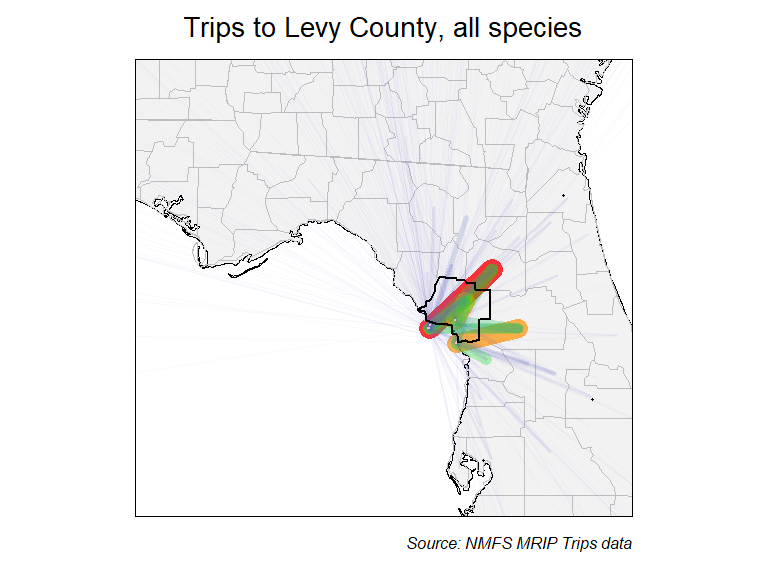 Trips to Levy County, all species
Source: NMFS MRIP Trips data